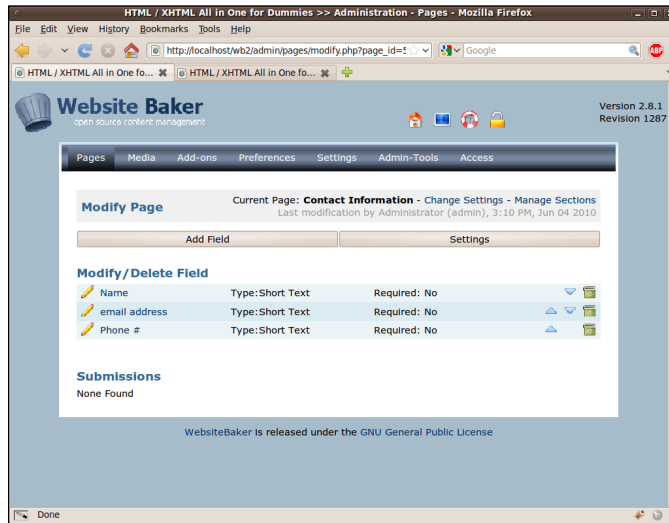 HTML / XHTML All in One for Dummies >> Administration - Pages - Mozilla Firefox
File Edit View History Bookmarks Tools Help
http://localhost/wb2/admin/pages/modify.php?page_id=5 Google ABP
HTML / XHTML All in One fo... HTML / XHTML All in One fo...
Website Baker
open source content management
Version 2.8.1
Revision 1287
Pages Media Add-ons Preferences Settings Admin-Tools Access
Modify Page
Current Page: Contact Information - Change Settings - Manage Sections
Last modification by Administrator (admin), 3:10 PM, Jun 04 2010
Add Field Settings
Modify/Delete Field
Name Type:Short Text Required: No
email address Type:Short Text Required: No
Phone # Type:Short Text Required: No
Submissions
None Found
WebsiteBaker is released under the GNU General Public License
Done